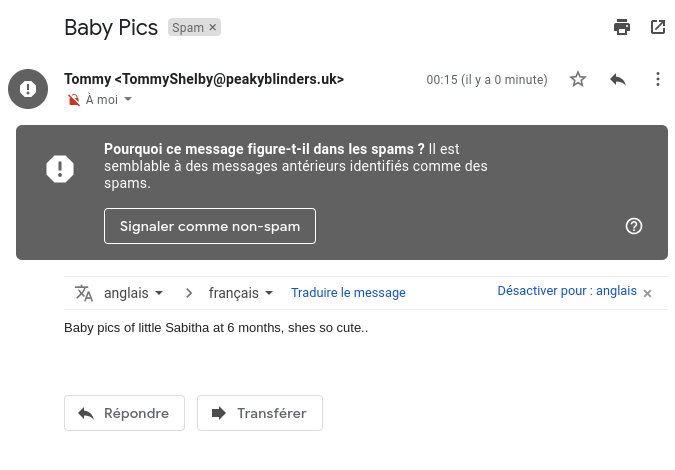 Baby Pics Spam ×
Tommy <TommyShelby@peakyblinders.uk> 00:15 (il y a 0 minute)
À moi
Pourquoi ce message figure-t-il dans les spams ? Il est
semblable à des messages antérieurs identifiés comme des
spams.
Signaler comme non-spam
anglais > français Traduire le message Désactiver pour : anglais ×
Baby pics of little Sabitha at 6 months, shes so cute..
Répondre Transférer